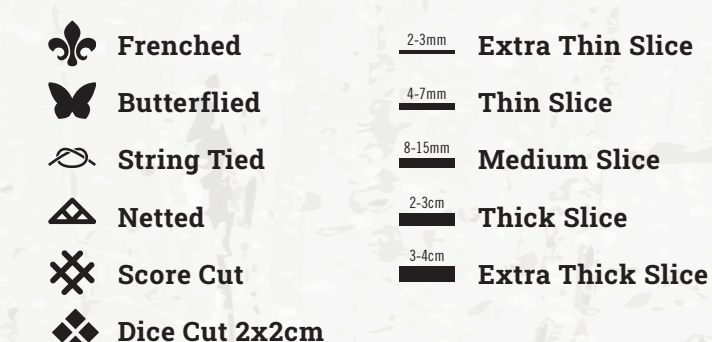 Frenched
Butterflied
String Tied
Netted
Score Cut
Dice Cut 2x2cm
2-3mm Extra Thin Slice
4-7mm Thin Slice
8-15mm Medium Slice
2-3cm Thick Slice
3-4cm Extra Thick Slice